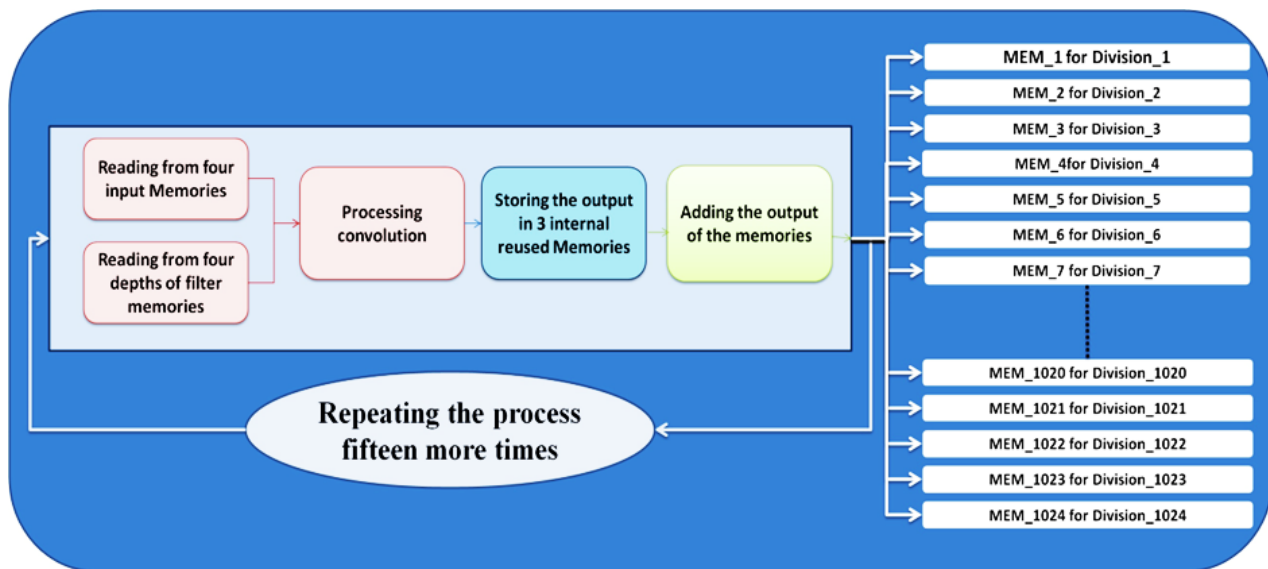 Reading from four
input Memories
Reading from four
depths of filter
memories
Processing
convolution
Storing the output
in 3 internal
reused Memories
Adding the output
of the memories
Repeating the process
fifteen more times
MEM_1 for Division_1
MEM_2 for Division_2
MEM_3 for Division_3
MEM_4for Division_4
MEM_5 for Division_5
MEM_6 for Division_6
MEM_7 for Division_7
MEM_1020 for Division_1020
MEM_1021 for Division_1021
MEM_1022 for Division_1022
MEM_1023 for Division_1023
MEM_1024 for Division_1024